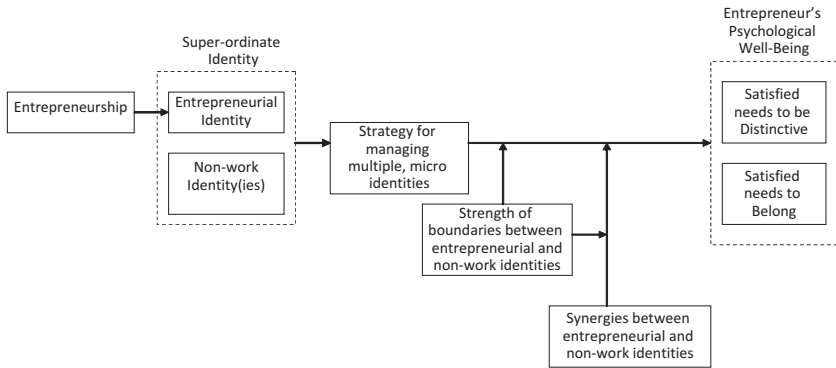 Super-ordinate
Identity
Entrepreneurship
Entrepreneurial
Identity
Non-work
Identity(ies)
Strategy for
managing
multiple, micro
identities
Strength of
boundaries between
entrepreneurial and
non-work identities
Synergies between
entrepreneurial and
non-work identities
Entrepreneur's
Psychological
Well-Being
Satisfied
needs to be
Distinctive
Satisfied
needs to
Belong